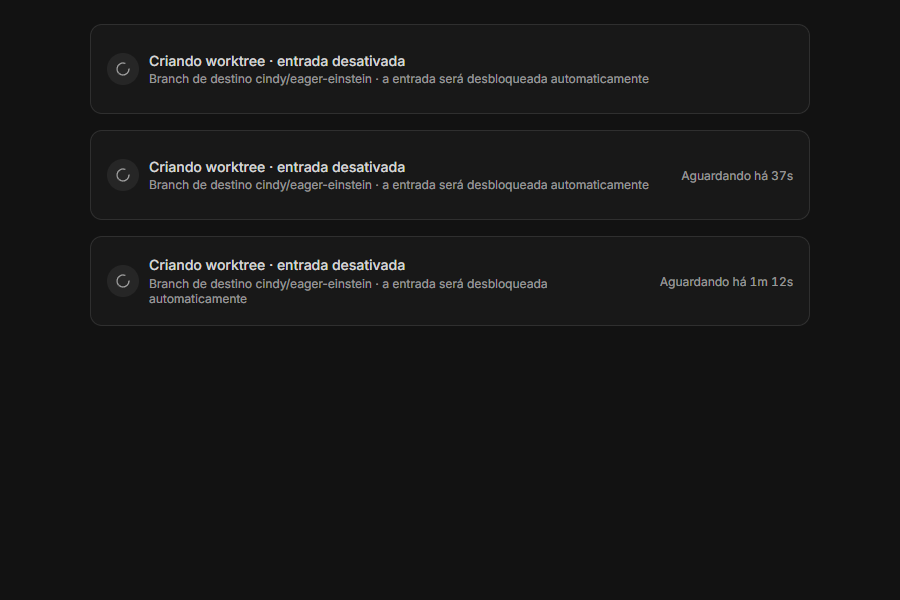 Criando worktree · entrada desativada
Branch de destino cindy/eager-einstein · a entrada será desbloqueada automaticamente
Criando worktree · entrada desativada
Branch de destino cindy/eager-einstein · a entrada será desbloqueada automaticamente
Aguardando há 37s
Criando worktree · entrada desativada
Branch de destino cindy/eager-einstein · a entrada será desbloqueada
automaticamente
Aguardando há 1m 12s